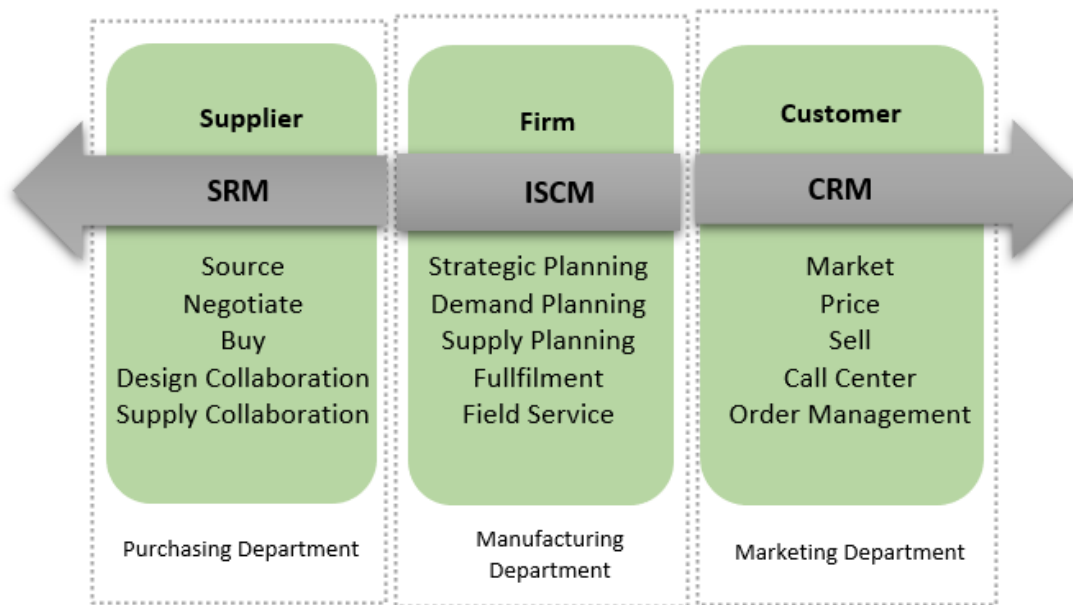 Supplier
SRM
Source
Negotiate
Buy
Design Collaboration
Supply Collaboration
Purchasing Department
Firm
ISCM
Strategic Planning
Demand Planning
Supply Planning
Fullfilment
Field Service
Manufacturing
Department
Customer
CRM
Market
Price
Sell
Call Center
Order Management
Marketing Department